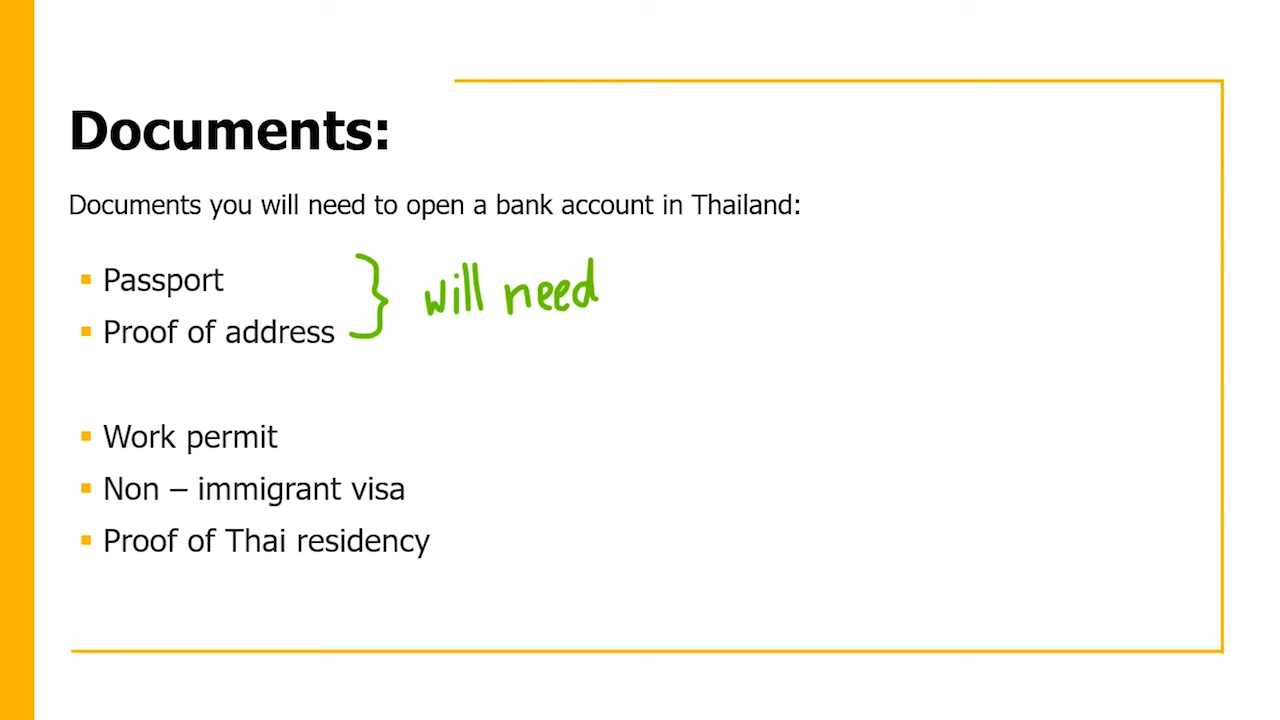 Documents:
Documents you will need to open a bank account in Thailand:
Passport
Proof of address
will need
Work permit
Non – immigrant visa
Proof of Thai residency